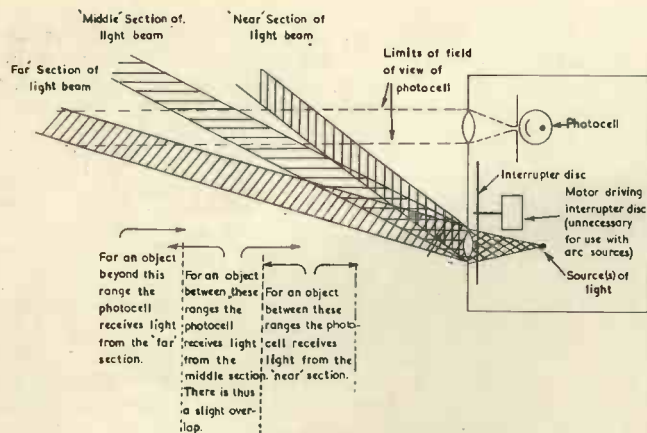 'Middle' Section of
light beam
'Near' Section of
light beam
Far' Section of
light beam
Limits of field
of view of
photocell
Photocell
Interrupter disc
Motor driving
interrupter disc
(unnecessary
for use with
arc sources)
Source(s) of
light
For an object
beyond this
range the
photocell
receives light
from the 'far'
section.
For an object
between these
ranges the
photocell
receives light
from the
middle section.
There is thus
a slight over-
lap.
For an object
between these
ranges the photo-
cell receives
light from the
'near' section.